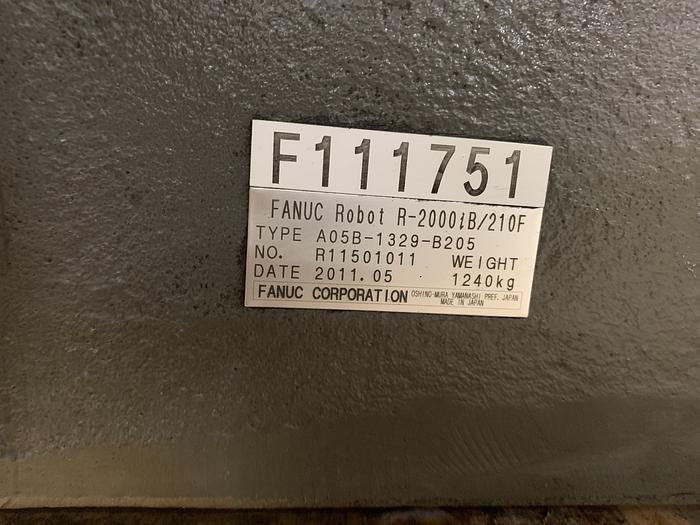 F111751
FANUC Robot R-2000iB/210F
TYPE A05B-1329-B205
NO. R11501011 WEIGHT
DATE 2011.05 1240kg
FANUC CORPORATION OSHINO-MURA YAMANASHI PREF. JAPAN
MADE IN JAPAN